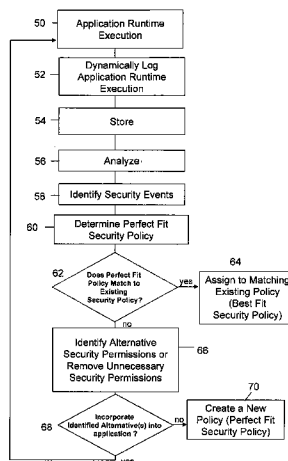 50
Application Runtime
Execution
52
Dynamically Log
Application Runtime
Execution
54
Store
56
Analyze
56
Identify Security Events
60
Determine Perfect Fit
Security Policy
62
Does Perfect Fit
Policy Match to
Existing
Security Policy?
yes
64
Assign to Matching
Existing Policy
(Best Fit
Security Policy)
no
Identify Alternative
Security Permissions or
Remove Unnecessary
Security Permissions
66
68
Incorporate
Identified Alternative(s) into
application ?
no
70
Create a New
Policy (Perfect Fit
Security Policy)
yes